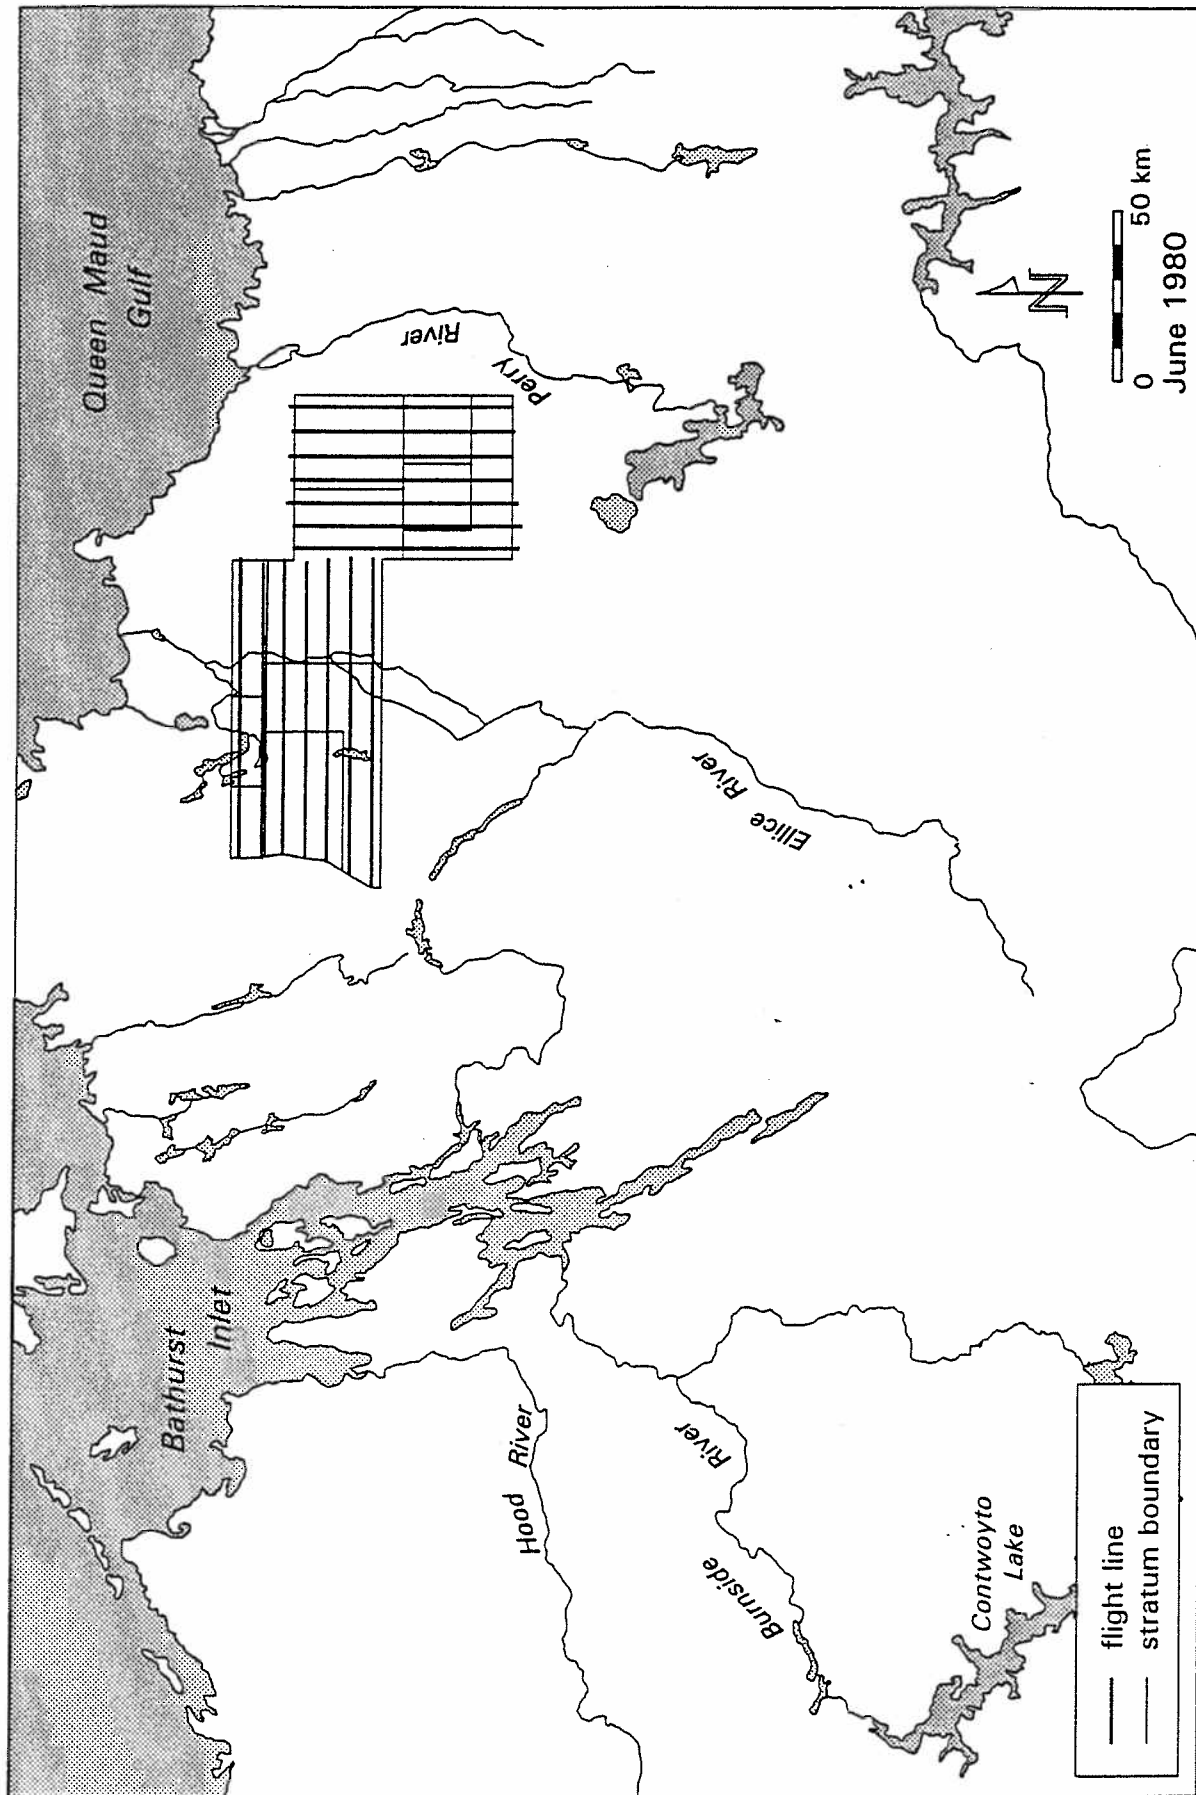 Queen Maud
Gulf
Bathurst
Inlet
Perry
River
Ellice River
Hood River
Burnside
River
Contwoyto
Lake
N
0 50 km
June 1980
flight line
stratum boundary